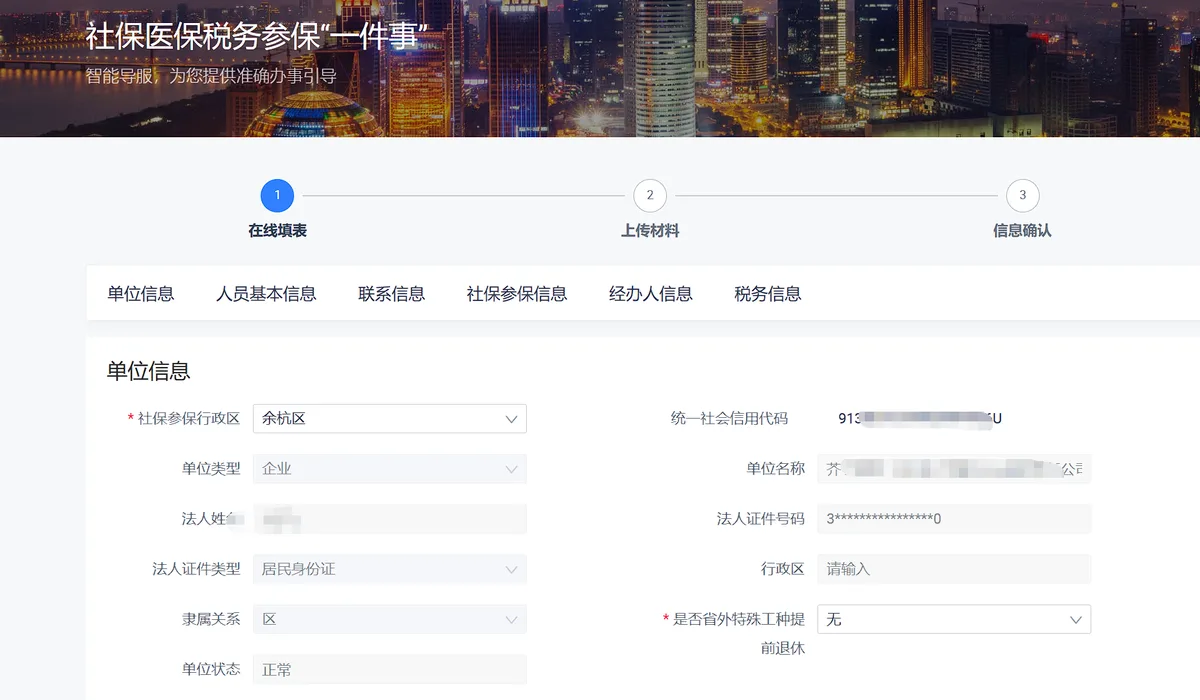 社保医保税务参保“一件事”
智能导服，为您提供准确办事引导
1
2
3
在线填表
上传材料
信息确认
单位信息 人员基本信息 联系信息 社保参保信息 经办人信息 税务信息
单位信息
* 社保参保行政区 余杭区
统一社会信用代码 913 U
单位类型 企业
单位名称 芥 公司
法人姓
法人证件号码 3****************0
法人证件类型 居民身份证
行政区 请输入
隶属关系 区
* 是否省外特殊工种提
前退休
无
单位状态 正常